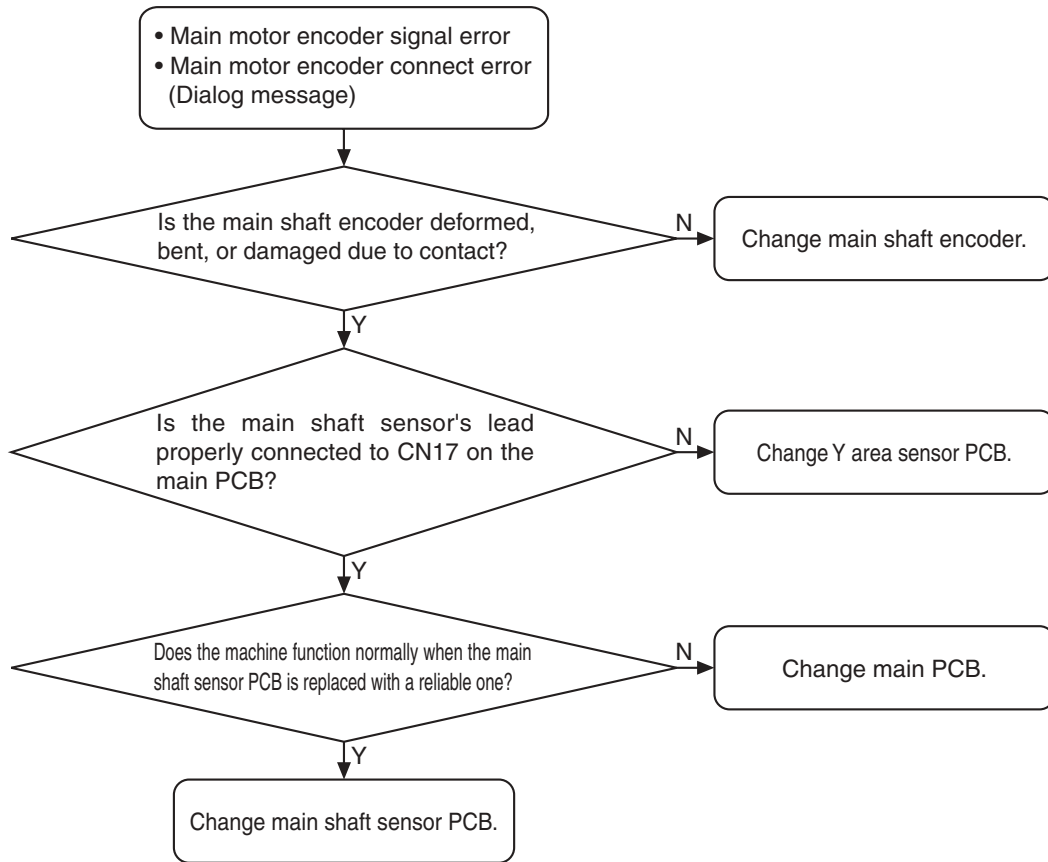 • Main motor encoder signal error
• Main motor encoder connect error
(Dialog message)
Is the main shaft encoder deformed,
bent, or damaged due to contact?
N
Change main shaft encoder.
Y
Is the main shaft sensor's lead
properly connected to CN17 on the
main PCB?
N
Change Y area sensor PCB.
Y
Does the machine function normally when the main
shaft sensor PCB is replaced with a reliable one?
N
Change main PCB.
Y
Change main shaft sensor PCB.